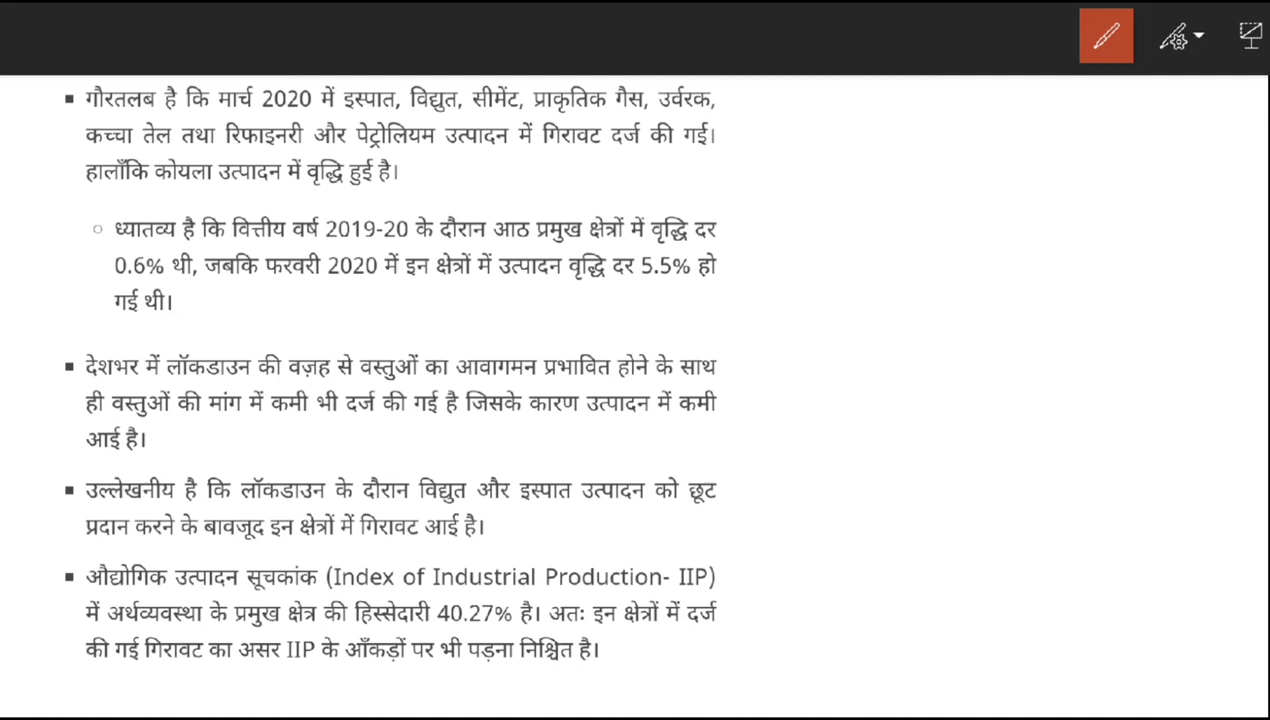 ▪ गौरतलब है कि मार्च 2020 में इस्पात, विद्युत, सीमेंट, प्राकृतिक गैस, उर्वरक,
कच्चा तेल तथा रिफाइनरी और पेट्रोलियम उत्पादन में गिरावट दर्ज की गई।
हालाँकि कोयला उत्पादन में वृद्धि हुई है।
○ ध्यातव्य है कि वित्तीय वर्ष 2019-20 के दौरान आठ प्रमुख क्षेत्रों में वृद्धि दर
0.6% थी, जबकि फरवरी 2020 में इन क्षेत्रों में उत्पादन वृद्धि दर 5.5% हो
गई थी।
▪ देशभर में लॉकडाउन की वज़ह से वस्तुओं का आवागमन प्रभावित होने के साथ
ही वस्तुओं की मांग में कमी भी दर्ज की गई है जिसके कारण उत्पादन में कमी
आई है।
▪ उल्लेखनीय है कि लॉकडाउन के दौरान विद्युत और इस्पात उत्पादन को छूट
प्रदान करने के बावजूद इन क्षेत्रों में गिरावट आई है।
▪ औद्योगिक उत्पादन सूचकांक (Index of Industrial Production- IIP)
में अर्थव्यवस्था के प्रमुख क्षेत्र की हिस्सेदारी 40.27% है। अतः इन क्षेत्रों में दर्ज
की गई गिरावट का असर IIP के आँकड़ों पर भी पड़ना निश्चित है।